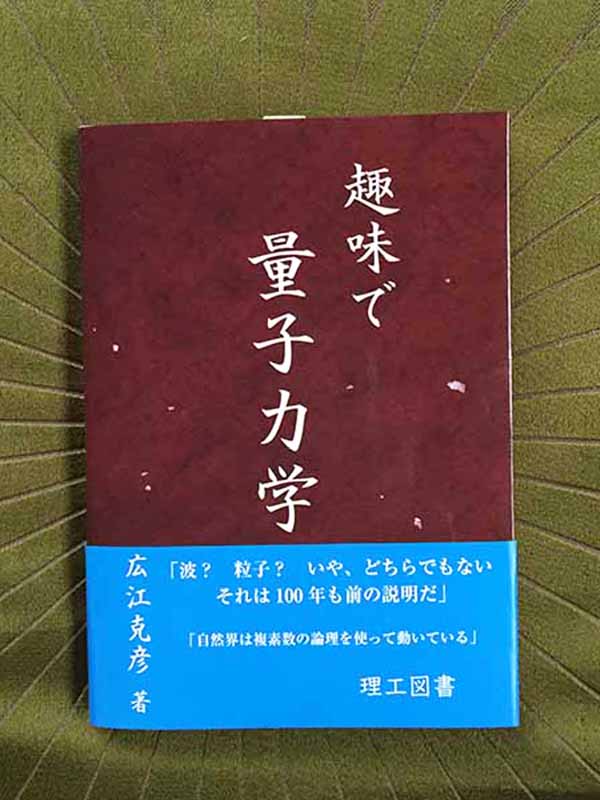 趣味で
量子力学
広江克彦 著
「波？ 粒子？ いや、どちらでもない
それは100年も前の説明だ」
「自然界は複素数の論理を使って動いている」
理工図書